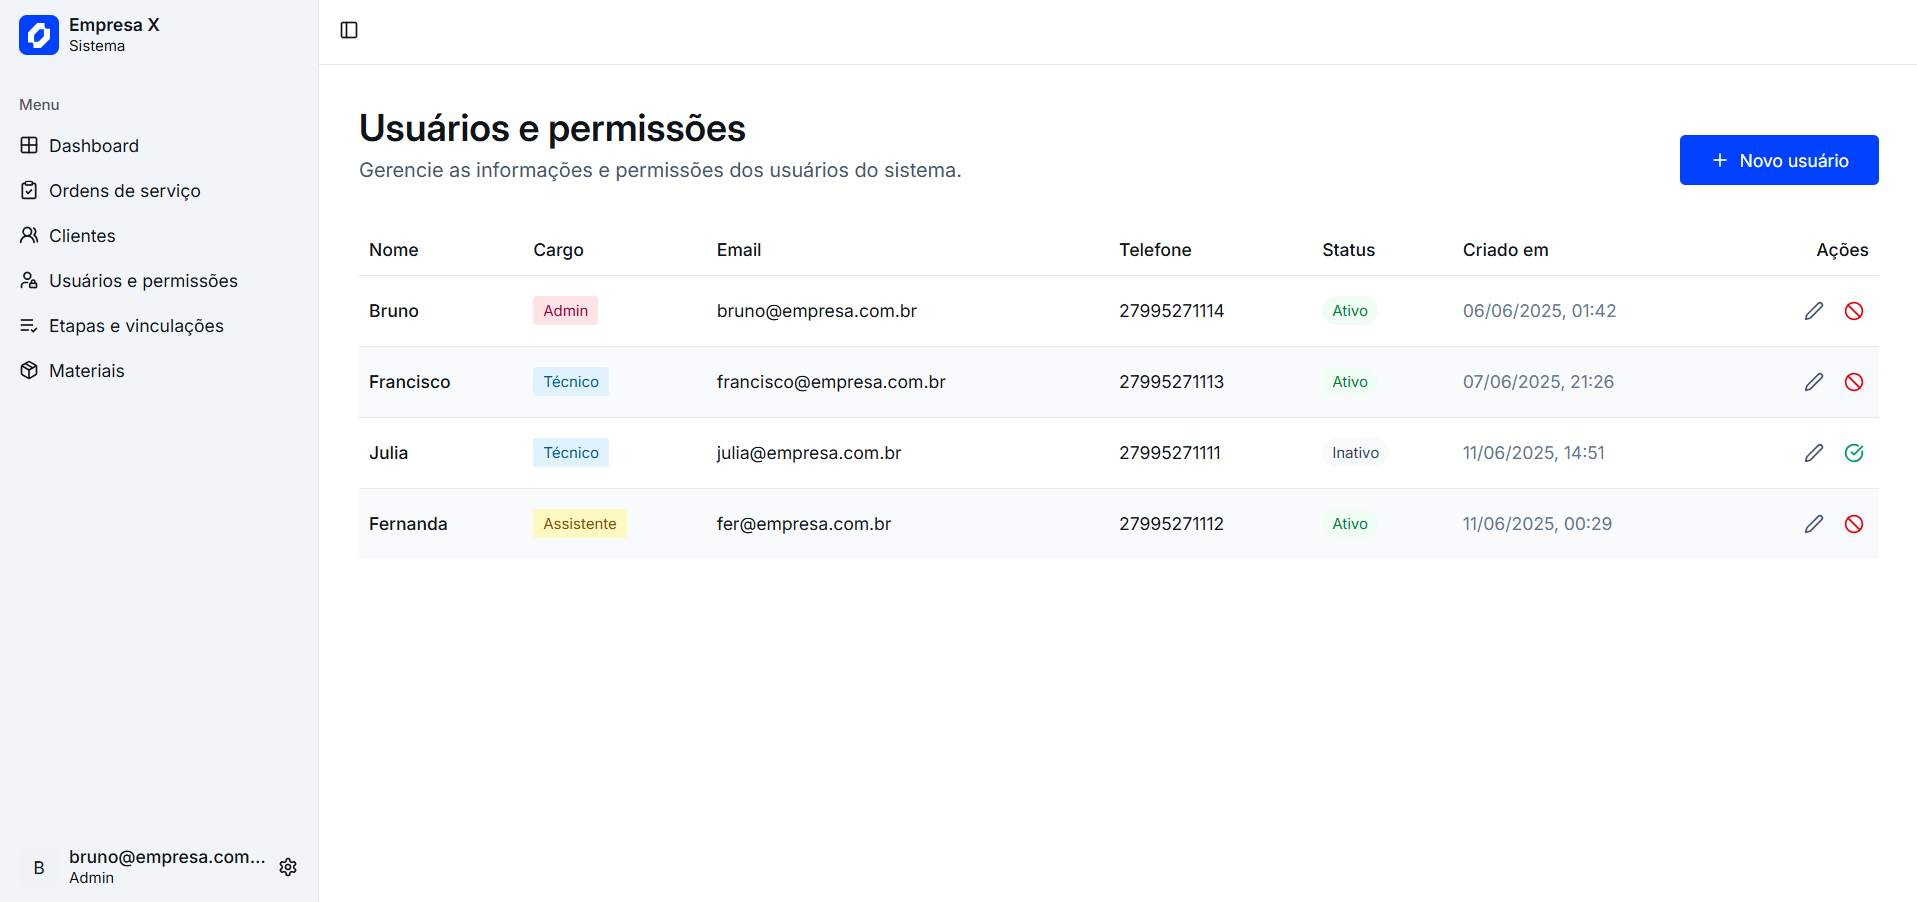 Empresa X
Sistema
Menu
Dashboard
Ordens de serviço
Clientes
Usuários e permissões
Etapas e vinculações
Materiais
B
bruno@empresa.com...
Admin
Usuários e permissões
Gerencie as informações e permissões dos usuários do sistema.
Novo usuário
Nome Cargo Email Telefone Status Criado em Ações
Bruno Admin bruno@empresa.com.br 27995271114 Ativo 06/06/2025, 01:42
Francisco Técnico francisco@empresa.com.br 27995271113 Ativo 07/06/2025, 21:26
Julia Técnico julia@empresa.com.br 27995271111 Inativo 11/06/2025, 14:51
Fernanda Assistente fer@empresa.com.br 27995271112 Ativo 11/06/2025, 00:29